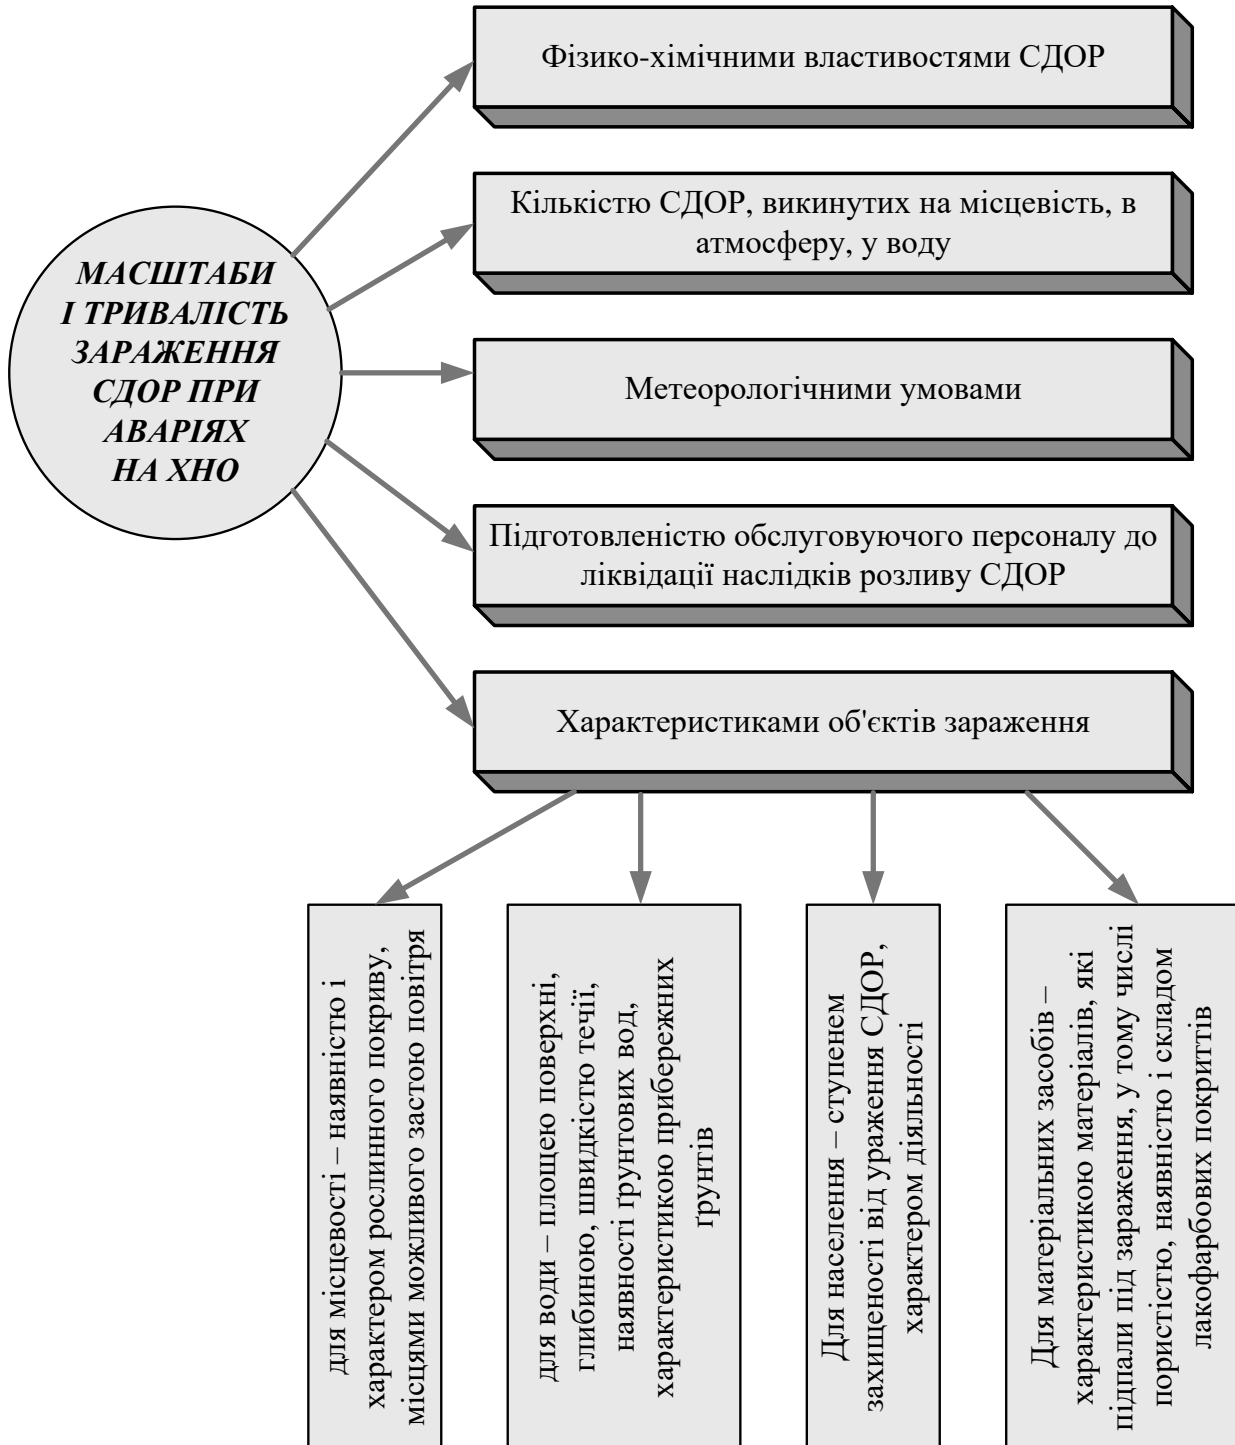 Фізико-хімічними властивостями СДОР
Кількістю СДОР, викинутих на місцевість, в
атмосферу, у воду
МАСШТАБИ
І ТРИВАЛІСТЬ
ЗАРАЖЕННЯ
СДОР ПРИ
АВАРІЯХ
НА ХНО
Метеорологічними умовами
Підготовленістю обслуговуючого персоналу до
ліквідації наслідків розливу СДОР
Характеристиками об'єктів зараження
для місцевості – наявністю і
характером рослинного покриву,
місцями можливого застою повітря
для води – площею поверхні,
глибиною, швидкістю течії,
наявності ґрунтових вод,
характеристикою прибережних
ґрунтів
Для населення – ступенем
захищеності від ураження СДОР,
характером діяльності
Для матеріальних засобів –
характеристикою матеріалів, які
підпали під зараження, у тому числі
пористістю, наявністю і складом
лакофарбових покриттів